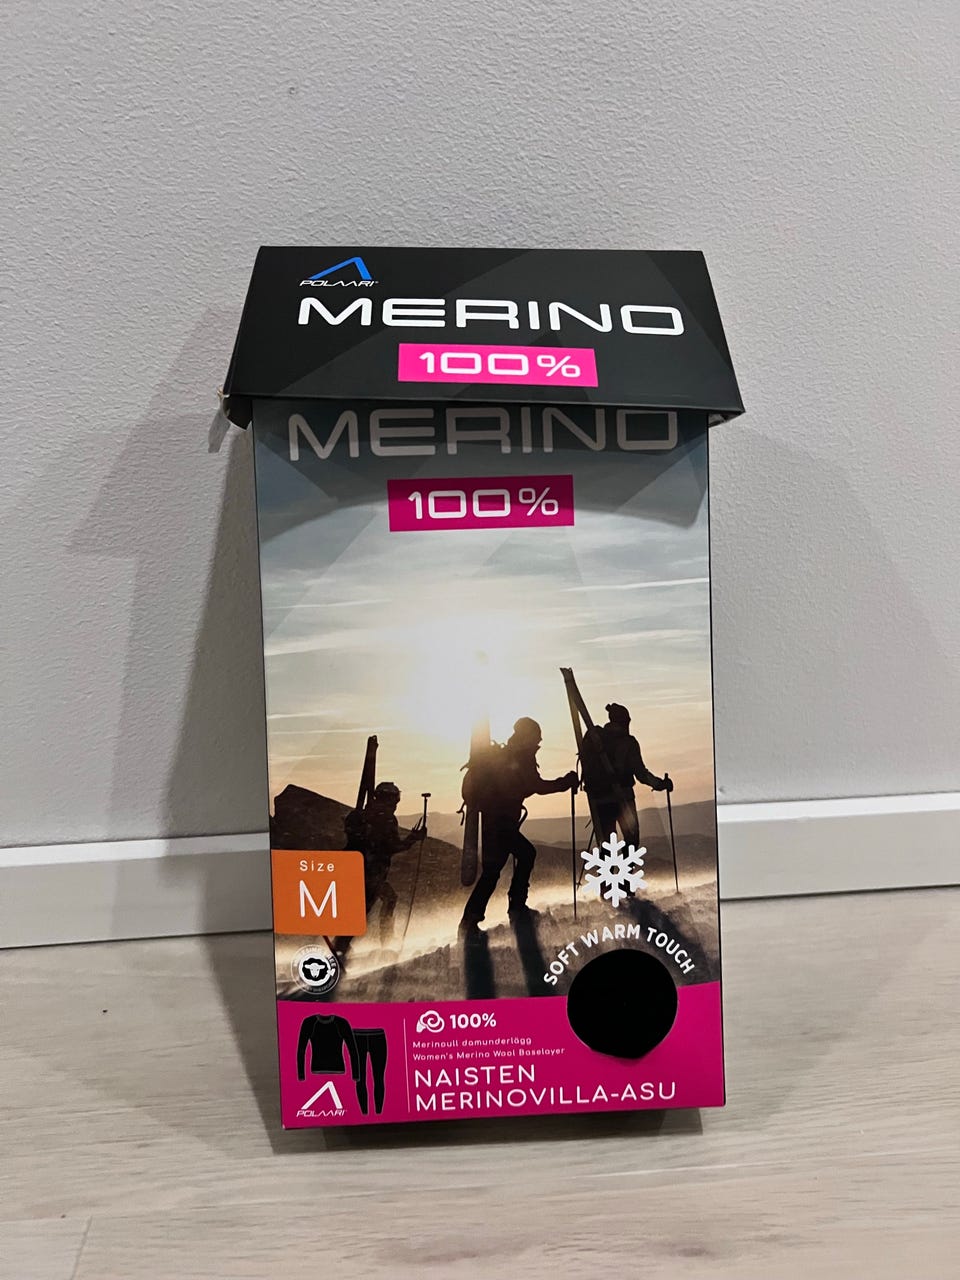 POLAARI
MERINO
100%
MERINO
100%
Size
M
SOFT WARM TOUCH
100%
Merinoull damunderlägg
Women's Merino Wool Baselayer
NAISTEN
MERINOVILLA-ASU
POLAARI